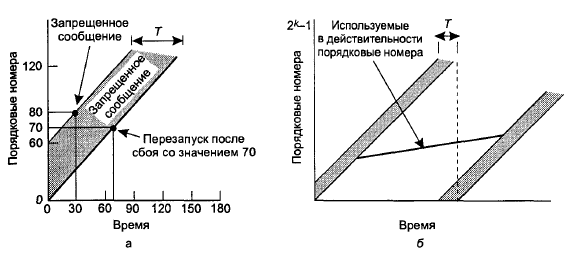 Запрещенное
сообщение
T
Порядковые номера
120
80
70
60
0
Запрещенное
сообщение
Перезапуск после
сбоя со значением 70
0 30 60 90 120 150 180
Время
а
2k–1
Используемые
в действительности
порядковые номера
T
Порядковые номера
Время
б